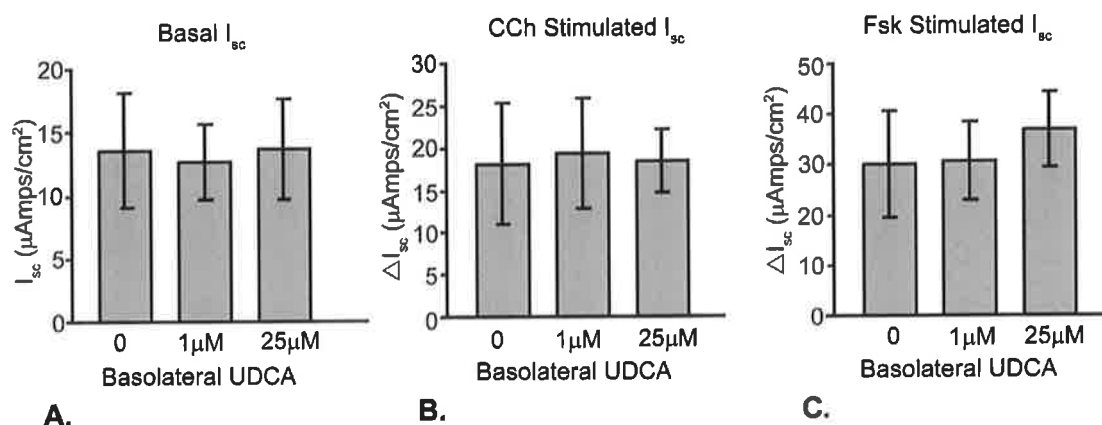 Basal Isc
CCh Stimulated Isc
Fsk Stimulated Isc
Isc (μAmps/cm²)
20
15
10
5
0
0 1μM 25μM
Basolateral UDCA
A.
△Isc (μAmps/cm²)
30
25
20
15
10
5
0
0 1μM 25μM
Basolateral UDCA
B.
△Isc (μAmps/cm²)
50
40
30
20
10
0
0 1μM 25μM
Basolateral UDCA
C.